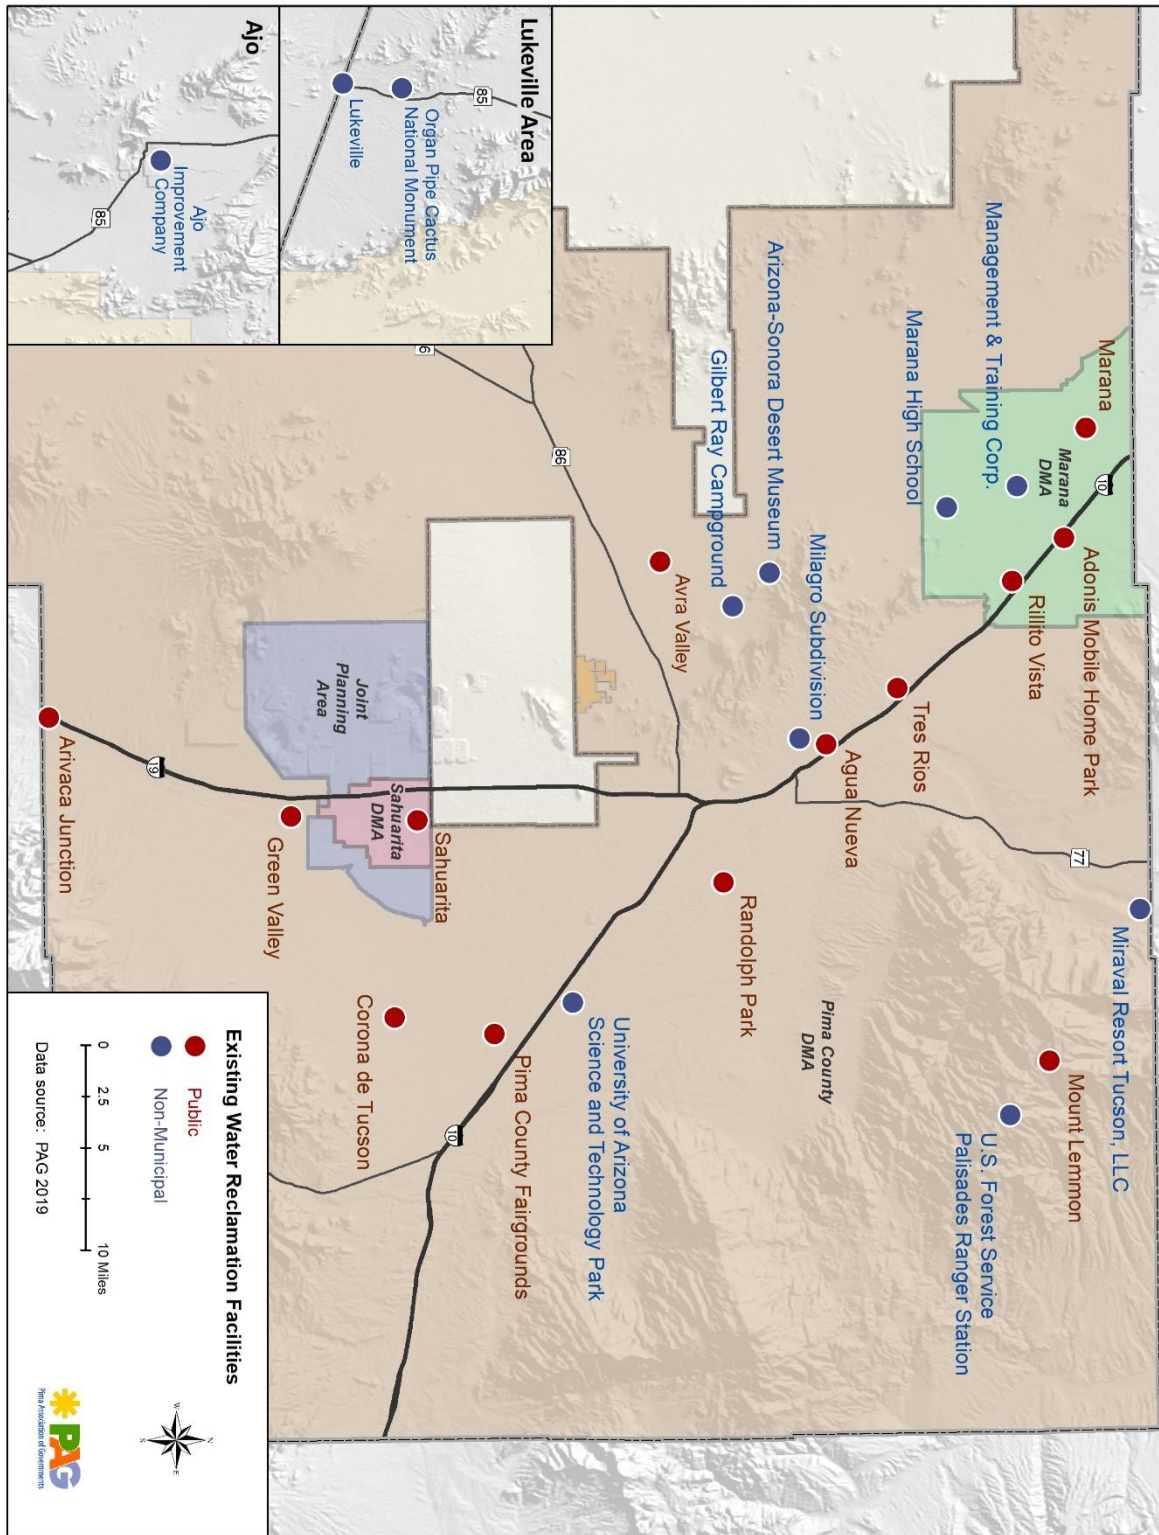 Marana
Adonis Mobile Home Park
Rillito Vista
Marana
DMA
10
Management & Training Corp.
Marana High School
Tres Rios
Agua Nueva
Milagro Subdivision
Arizona-Sonora Desert Museum
Gilbert Ray Campground
Avra Valley
86
77
Miraval Resort Tucson, LLC
Mount Lemmon
U.S. Forest Service
Palisades Ranger Station
Pima County
DMA
Randolph Park
University of Arizona
Science and Technology Park
Pima County Fairgrounds
10
Corona de Tucson
Sahuarita
Sahuarita
DMA
Joint
Planning
Area
Green Valley
19
Arivaca Junction
Lukeville Area
85
Organ Pipe Cactus
National Monument
Lukeville
Ajo
Ajo
Improvement
Company
85
Existing Water Reclamation Facilities
Public
Non-Municipal
0 2.5 5 10 Miles
Data source: PAG 2019
N
W
E
S
PAG
Pima Association of Governments